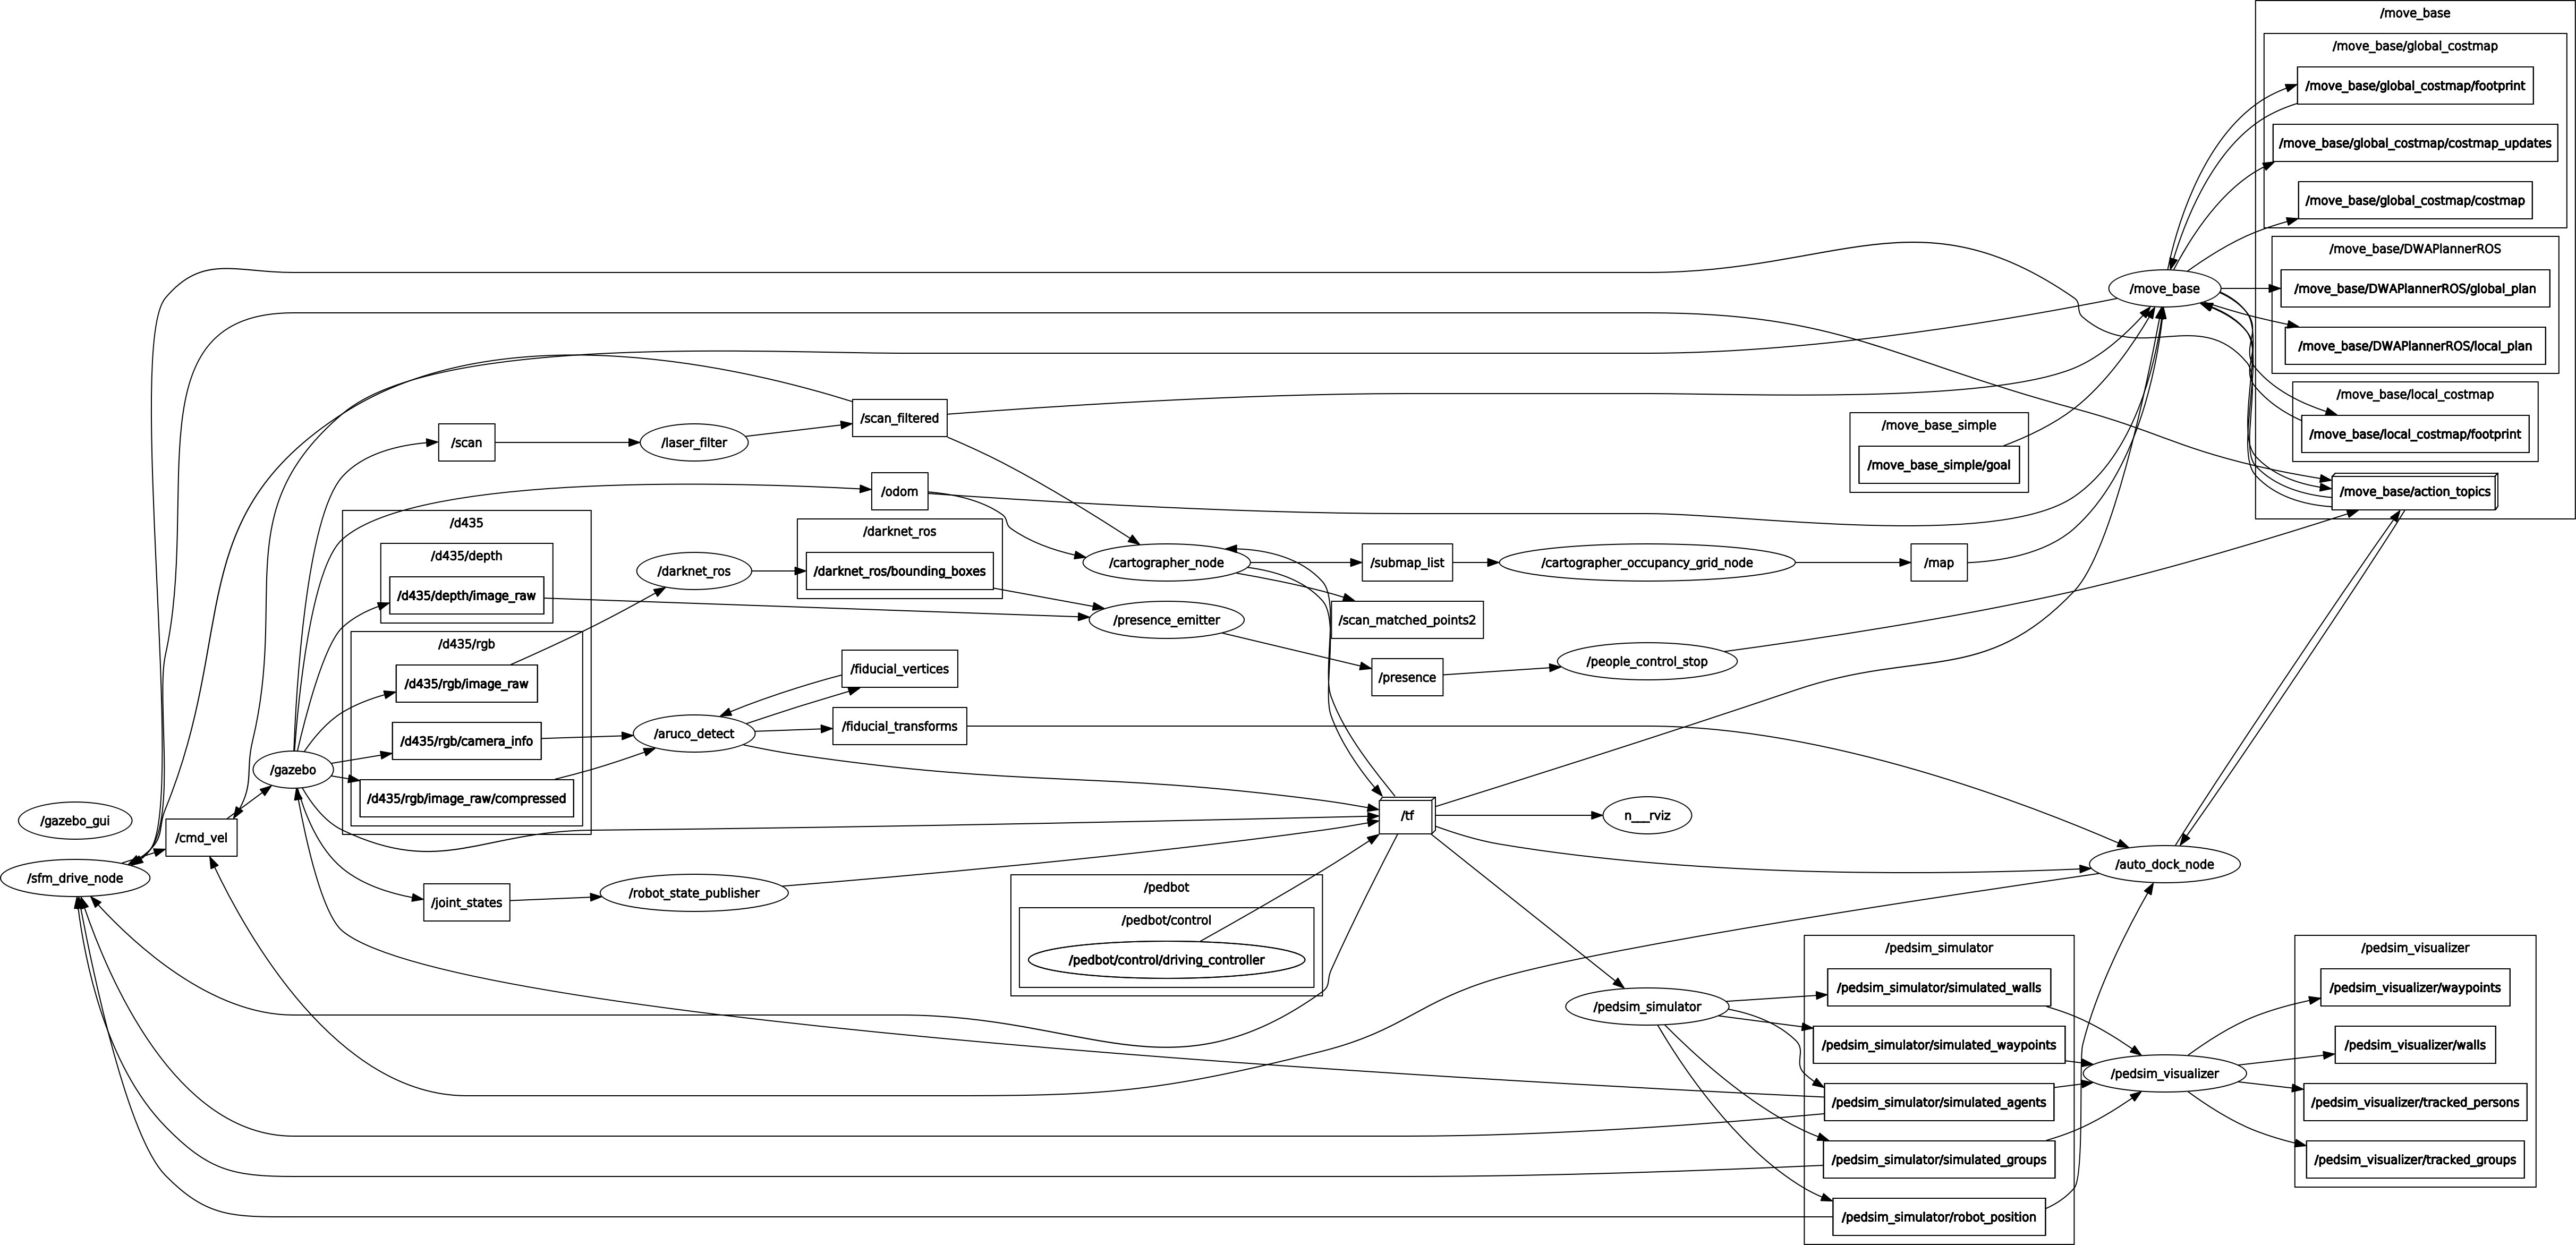 /move_base
/move_base/global_costmap
/move_base/global_costmap/footprint
/move_base/global_costmap/costmap_updates
/move_base/global_costmap/costmap
/move_base/DWAPlannerROS
/move_base
/move_base/DWAPlannerROS/global_plan
/move_base/DWAPlannerROS/local_plan
/move_base/local_costmap
/move_base/local_costmap/footprint
/move_base/action_topics
/scan_filtered
/scan
/laser_filter
/move_base_simple
/move_base_simple/goal
/odom
/d435
/d435/depth
/d435/depth/image_raw
/darknet_ros
/darknet_ros
/darknet_ros/bounding_boxes
/cartographer_node
/submap_list
/cartographer_occupancy_grid_node
/map
/presence_emitter
/scan_matched_points2
/d435/rgb
/d435/rgb/image_raw
/fiducial_vertices
/presence
/people_control_stop
/d435/rgb/camera_info
/aruco_detect
/fiducial_transforms
/gazebo
/d435/rgb/image_raw/compressed
/gazebo_gui
/cmd_vel
/tf
n__rviz
/sfm_drive_node
/joint_states
/robot_state_publisher
/auto_dock_node
/pedbot
/pedbot/control
/pedbot/control/driving_controller
/pedsim_simulator
/pedsim_simulator
/pedsim_simulator/simulated_walls
/pedsim_simulator/simulated_waypoints
/pedsim_simulator/simulated_agents
/pedsim_simulator/simulated_groups
/pedsim_simulator/robot_position
/pedsim_visualizer
/pedsim_visualizer
/pedsim_visualizer/waypoints
/pedsim_visualizer/walls
/pedsim_visualizer/tracked_persons
/pedsim_visualizer/tracked_groups